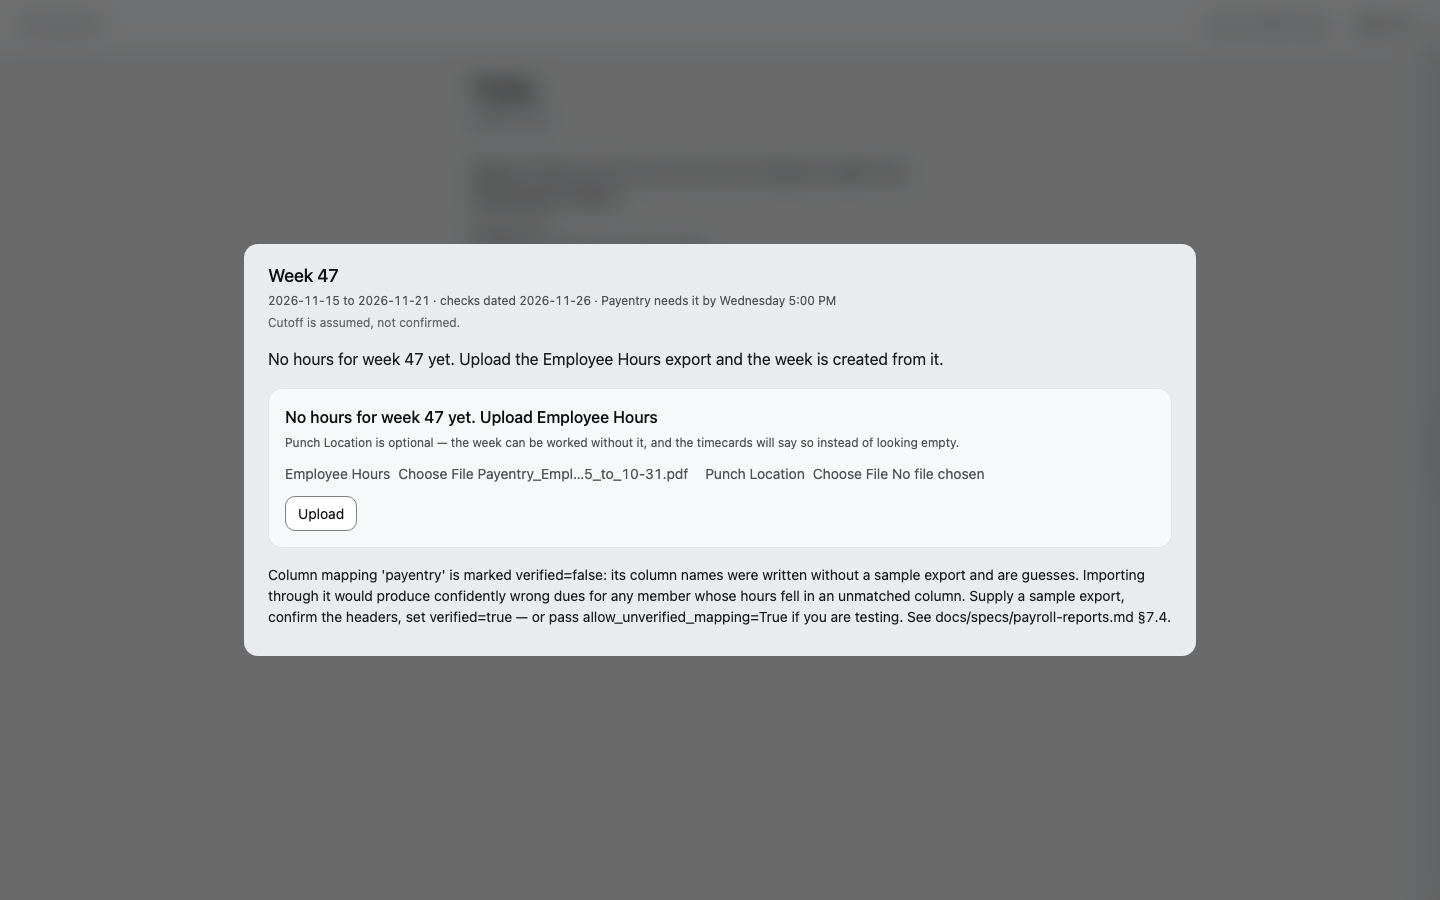 Week 47
2026-11-15 to 2026-11-21 · checks dated 2026-11-26 · Payentry needs it by Wednesday 5:00 PM
Cutoff is assumed, not confirmed.
No hours for week 47 yet. Upload the Employee Hours export and the week is created from it.
No hours for week 47 yet. Upload Employee Hours
Punch Location is optional — the week can be worked without it, and the timecards will say so instead of looking empty.
Employee Hours Choose File Payentry_Empl...5_to_10-31.pdf Punch Location Choose File No file chosen
Upload
Column mapping 'payentry' is marked verified=false: its column names were written without a sample export and are guesses. Importing
through it would produce confidently wrong dues for any member whose hours fell in an unmatched column. Supply a sample export,
confirm the headers, set verified=true — or pass allow_unverified_mapping=True if you are testing. See docs/specs/payroll-reports.md §7.4.